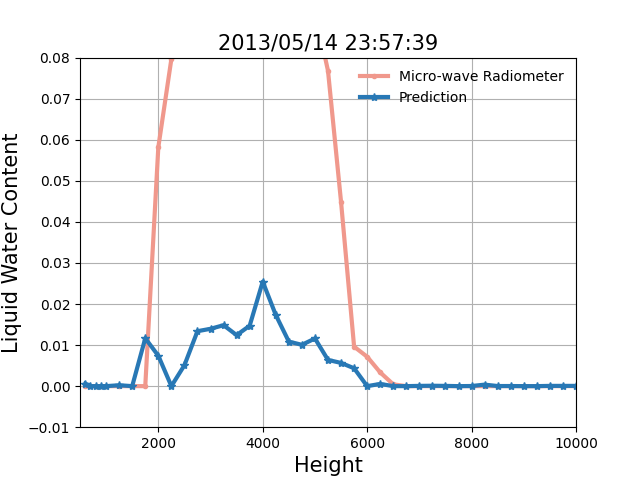 2013/05/14 23:57:39
Micro-wave Radiometer
Prediction
Liquid Water Content
0.08
0.07
0.06
0.05
0.04
0.03
0.02
0.01
0.00
−0.01
2000 4000 6000 8000 10000
Height